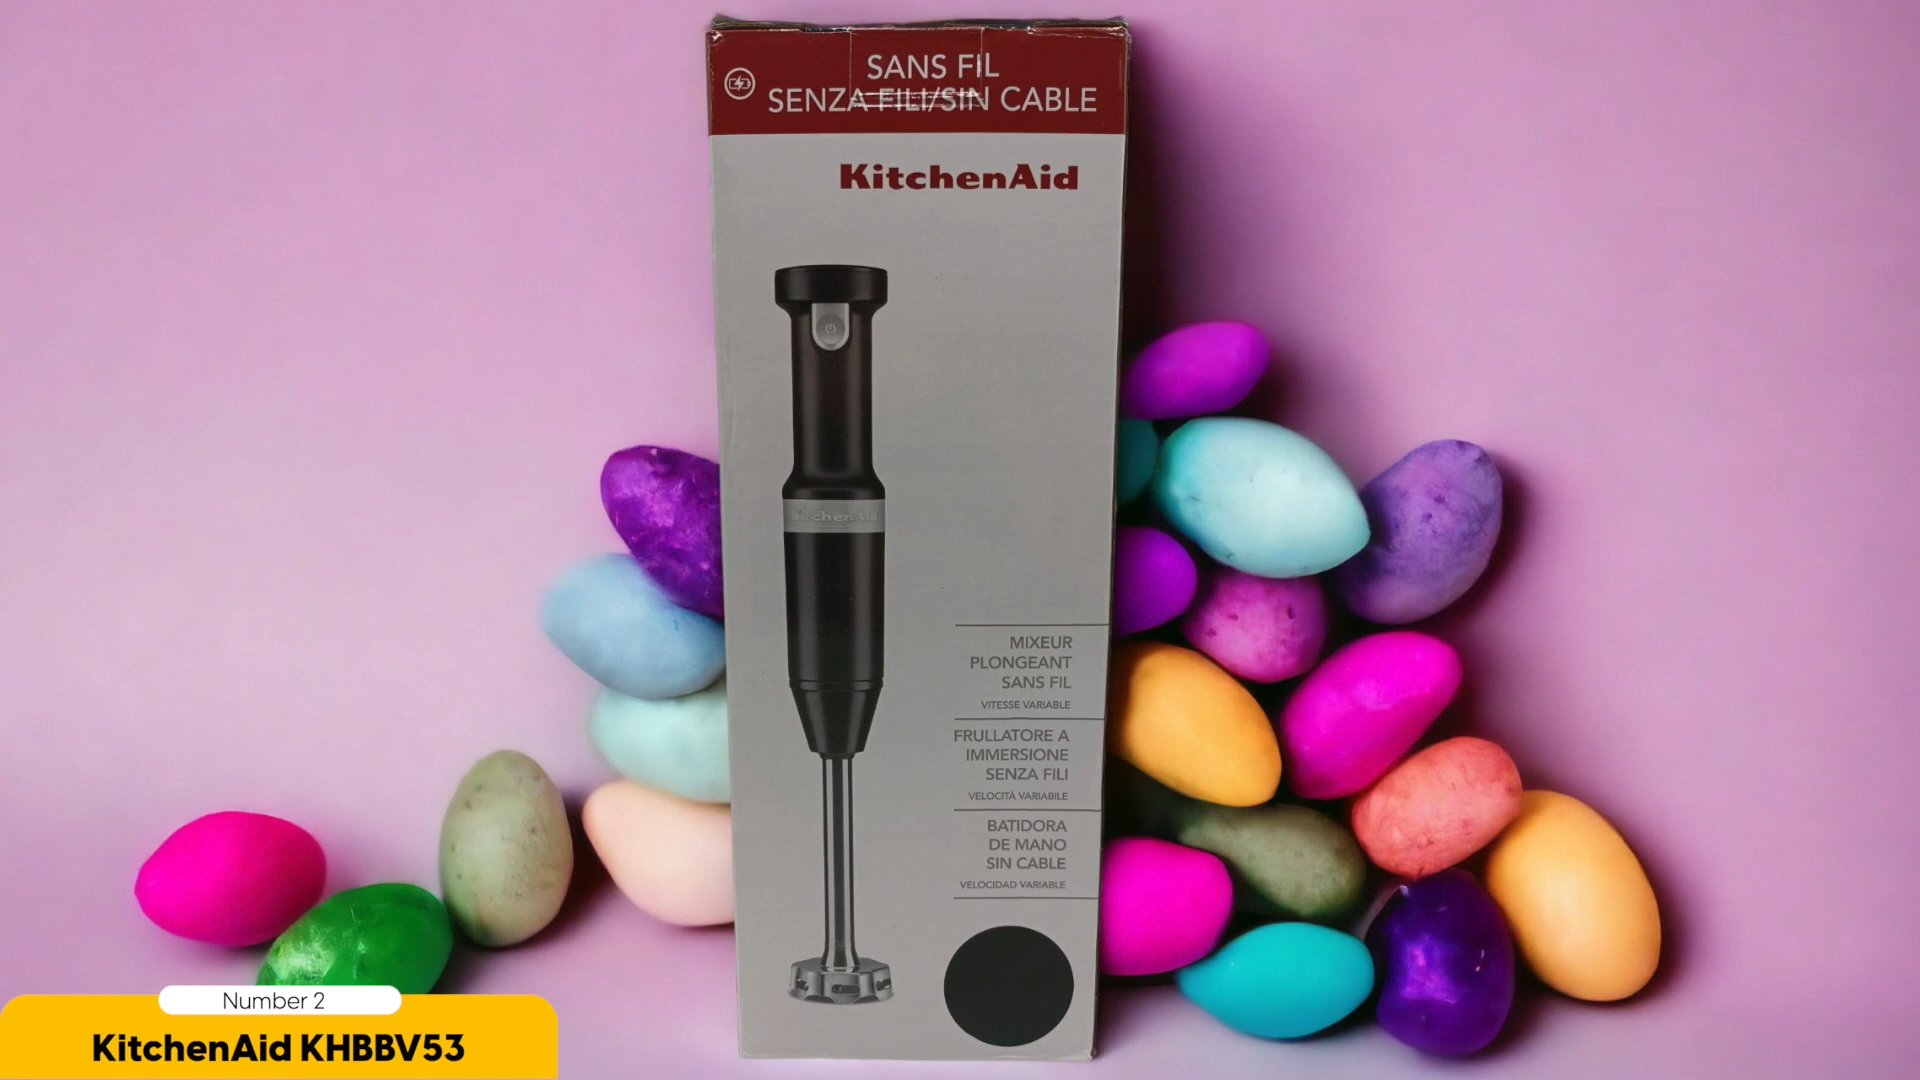 SANS FIL
SENZA FILI/SIN CABLE
KitchenAid
KitchenAid
MIXEUR
PLONGEANT
SANS FIL
VITESSE VARIABLE
FRULLATORE A
IMMERSIONE
SENZA FILI
VELOCITÀ VARIABILE
BATIDORA
DE MANO
SIN CABLE
VELOCIDAD VARIABLE
Number 2
KitchenAid KHBBV53